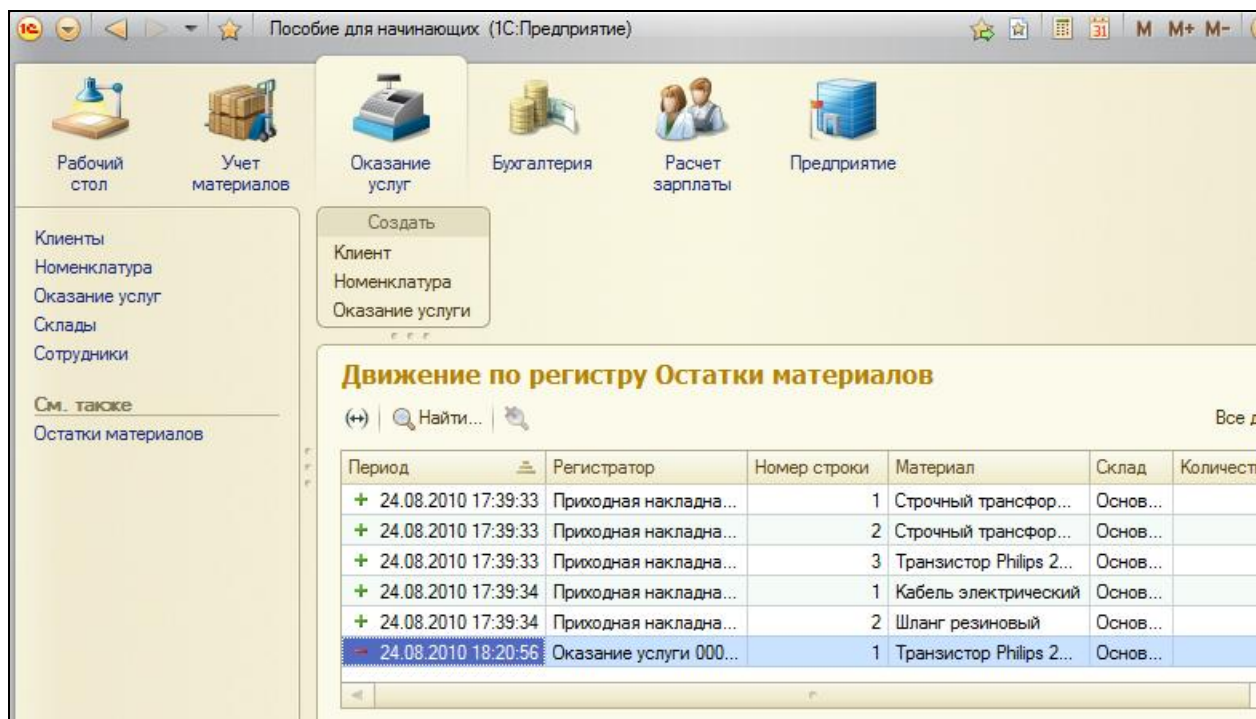 1С Пособие для начинающих (1С:Предприятие) 31 M M+ M-
Рабочий стол
Учет материалов
Оказание услуг
Бухгалтерия
Расчет зарплаты
Предприятие
Клиенты
Номенклатура
Оказание услуг
Склады
Сотрудники
См. также
Остатки материалов
Создать
Клиент
Номенклатура
Оказание услуги
Движение по регистру Остатки материалов
Найти... Все д
Период Регистратор Номер строки Материал Склад Количест
24.08.2010 17:39:33 Приходная накладна... 1 Строчный трансфор... Основ...
24.08.2010 17:39:33 Приходная накладна... 2 Строчный трансфор... Основ...
24.08.2010 17:39:33 Приходная накладна... 3 Транзистор Philips 2... Основ...
24.08.2010 17:39:34 Приходная накладна... 1 Кабель электрический Основ...
24.08.2010 17:39:34 Приходная накладна... 2 Шланг резиновый Основ...
24.08.2010 18:20:56 Оказание услуги 000... 1 Транзистор Philips 2... Основ...